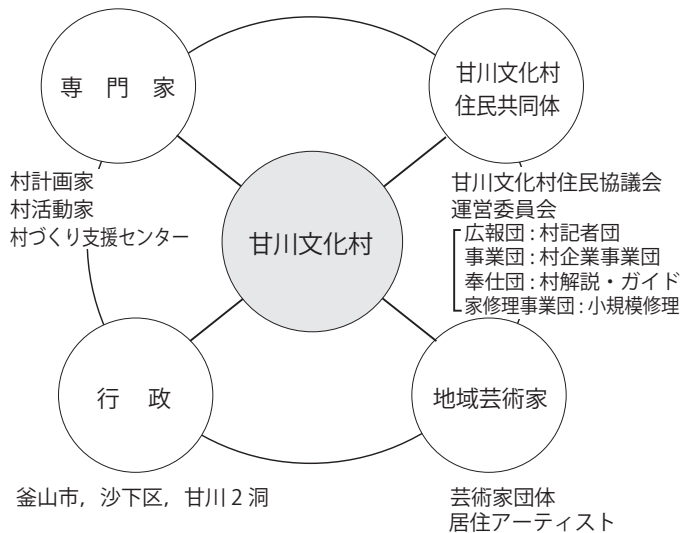 専 門 家
甘川文化村
住民共同体
村計画家
村活動家
村づくり支援センター
甘川文化村
甘川文化村住民協議会
運営委員会
広報団：村記者団
事業団：村企業事業団
奉仕団：村解説・ガイド
家修理事業団：小規模修理
行 政
地域芸術家
釜山市，沙下区，甘川 2 洞
芸術家団体
居住アーティスト